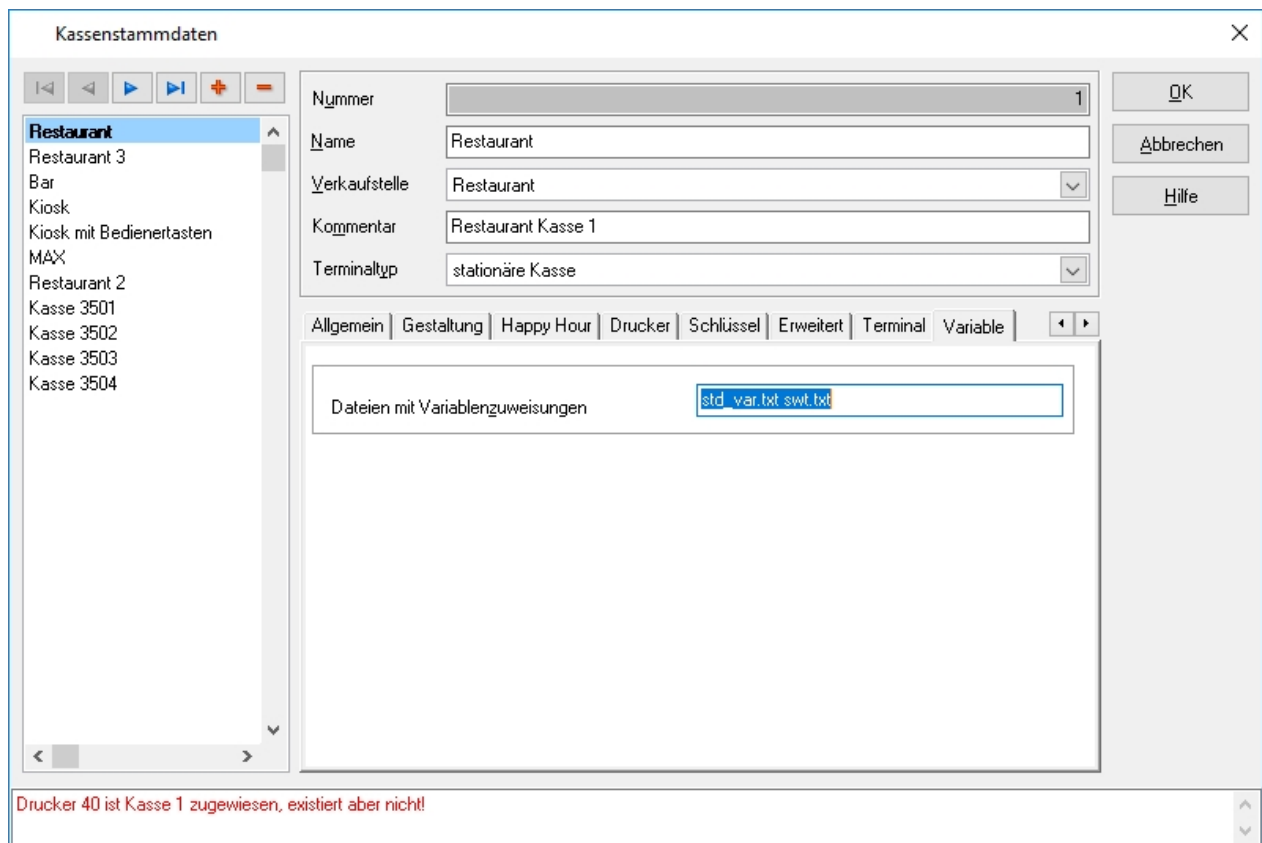 Kassenstammdaten
Restaurant
Restaurant 3
Bar
Kiosk
Kiosk mit Bedienertasten
MAX
Restaurant 2
Kasse 3501
Kasse 3502
Kasse 3503
Kasse 3504
Nummer 1
Name Restaurant
Verkaufstelle Restaurant
Kommentar Restaurant Kasse 1
Terminaltyp stationäre Kasse
Allgemein Gestaltung Happy Hour Drucker Schlüssel Erweitert Terminal Variable
Dateien mit Variablenzuweisungen std_var.txt swt.txt
OK
Abbrechen
Hilfe
Drucker 40 ist Kasse 1 zugewiesen, existiert aber nicht!